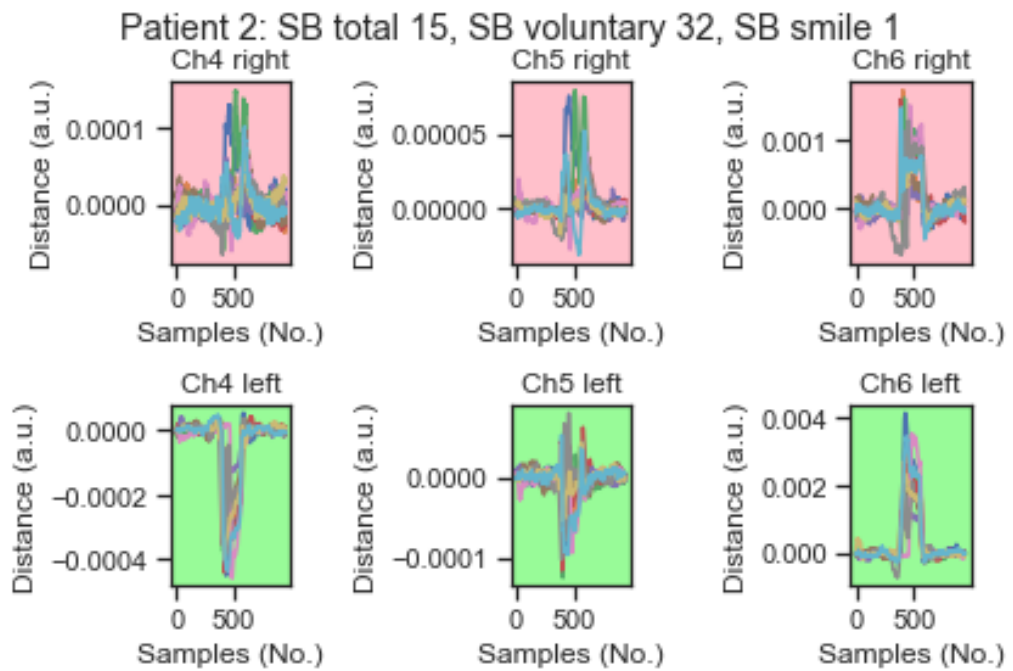 Patient 2: SB total 15, SB voluntary 32, SB smile 1
Ch4 right
Ch5 right
Ch6 right
Distance (a.u.)
0.0001
0.0000
0 500
Samples (No.)
Distance (a.u.)
0.00005
0.00000
0 500
Samples (No.)
Distance (a.u.)
0.001
0.000
0 500
Samples (No.)
Ch4 left
Ch5 left
Ch6 left
Distance (a.u.)
0.0000
−0.0002
−0.0004
0 500
Samples (No.)
Distance (a.u.)
0.0000
−0.0001
0 500
Samples (No.)
Distance (a.u.)
0.004
0.002
0.000
0 500
Samples (No.)